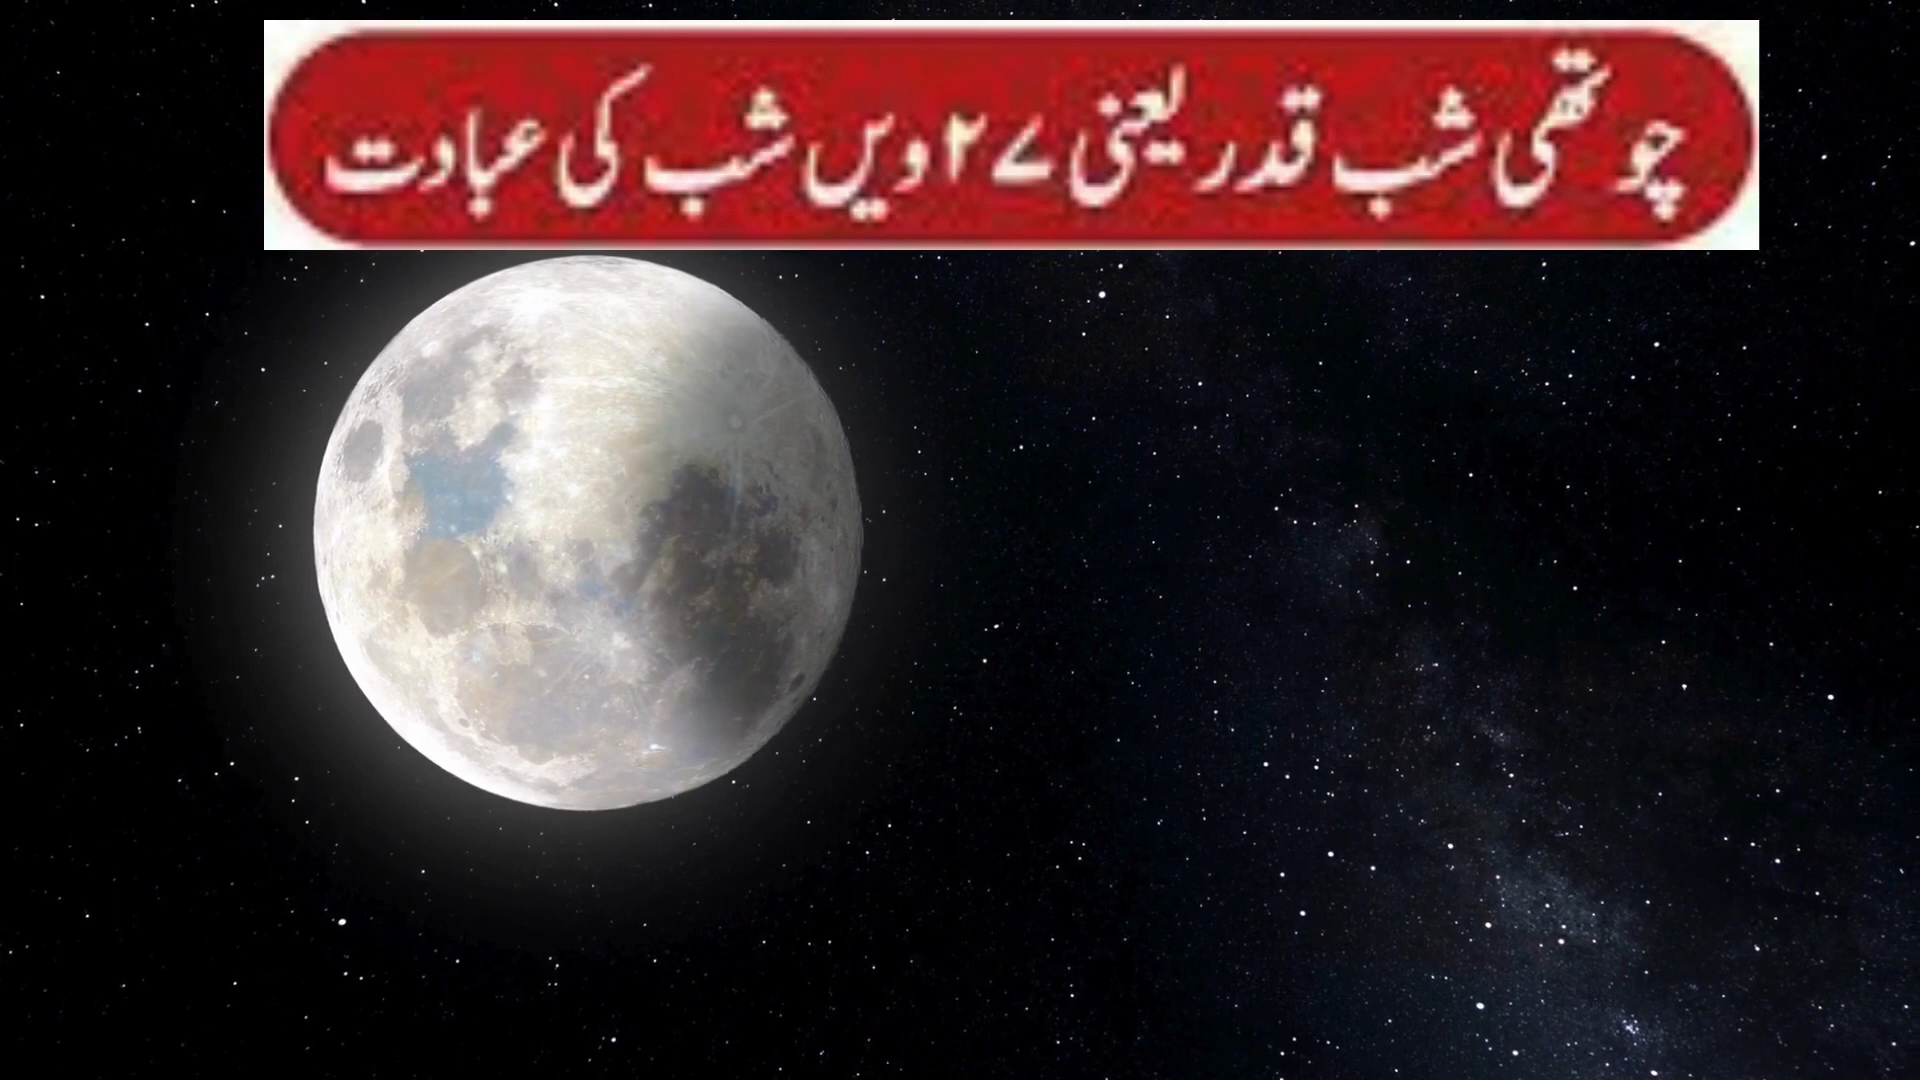 چوتھی شب قدر یعنی ۲۷ ویں شب کی عبادت